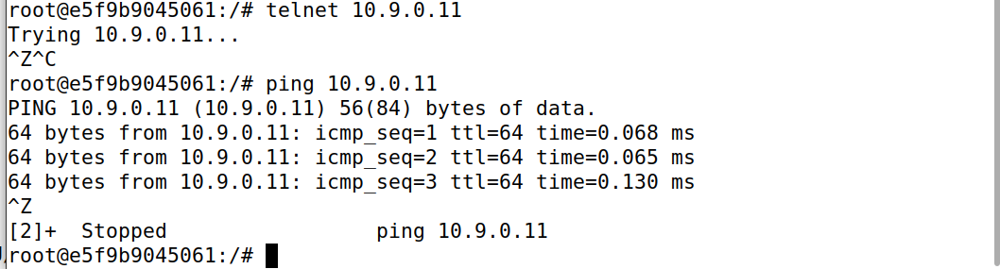 root@e5f9b9045061:/# telnet 10.9.0.11
Trying 10.9.0.11...
^Z^C
root@e5f9b9045061:/# ping 10.9.0.11
PING 10.9.0.11 (10.9.0.11) 56(84) bytes of data.
64 bytes from 10.9.0.11: icmp_seq=1 ttl=64 time=0.068 ms
64 bytes from 10.9.0.11: icmp_seq=2 ttl=64 time=0.065 ms
64 bytes from 10.9.0.11: icmp_seq=3 ttl=64 time=0.130 ms
^Z
[2]+  Stopped                 ping 10.9.0.11
root@e5f9b9045061:/#